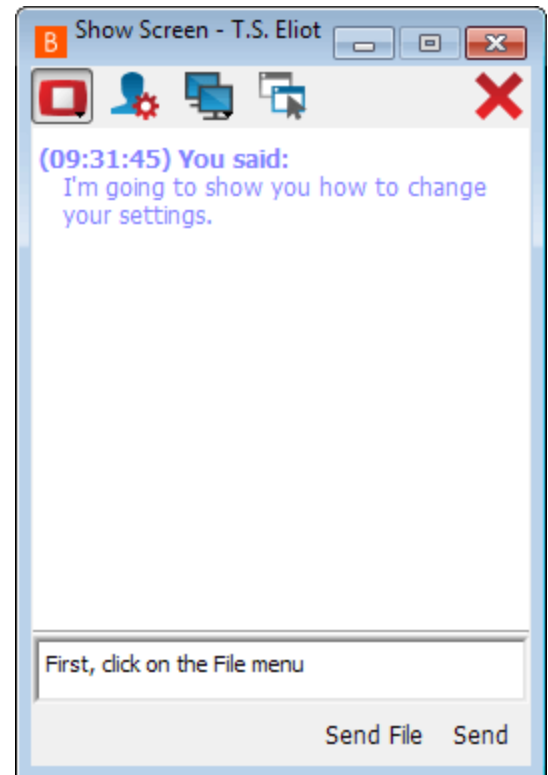 B Show Screen - T.S. Eliot
(09:31:45) You said:
I'm going to show you how to change
your settings.
First, click on the File menu
Send File Send